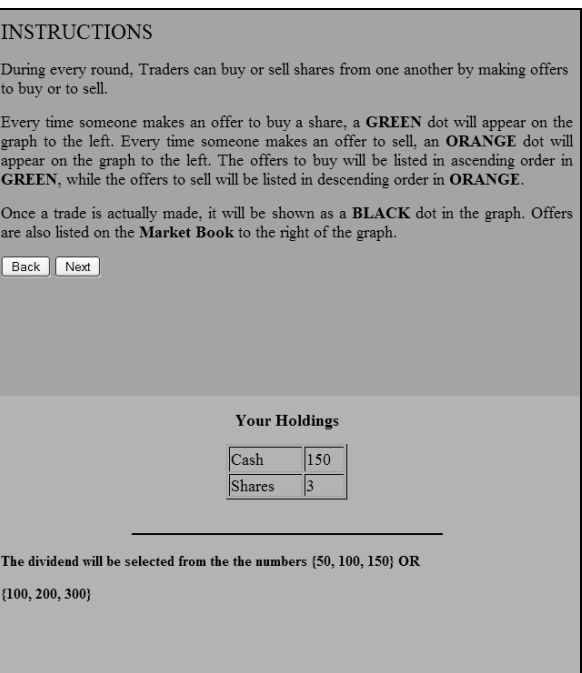 INSTRUCTIONS
During every round, Traders can buy or sell shares from one another by making offers
to buy or to sell.
Every time someone makes an offer to buy a share, a GREEN dot will appear on the
graph to the left. Every time someone makes an offer to sell, an ORANGE dot will
appear on the graph to the left. The offers to buy will be listed in ascending order in
GREEN, while the offers to sell will be listed in descending order in ORANGE.
Once a trade is actually made, it will be shown as a BLACK dot in the graph. Offers
are also listed on the Market Book to the right of the graph.
Back Next
Your Holdings
Cash 150
Shares 3
The dividend will be selected from the the numbers {50, 100, 150} OR
{100, 200, 300}